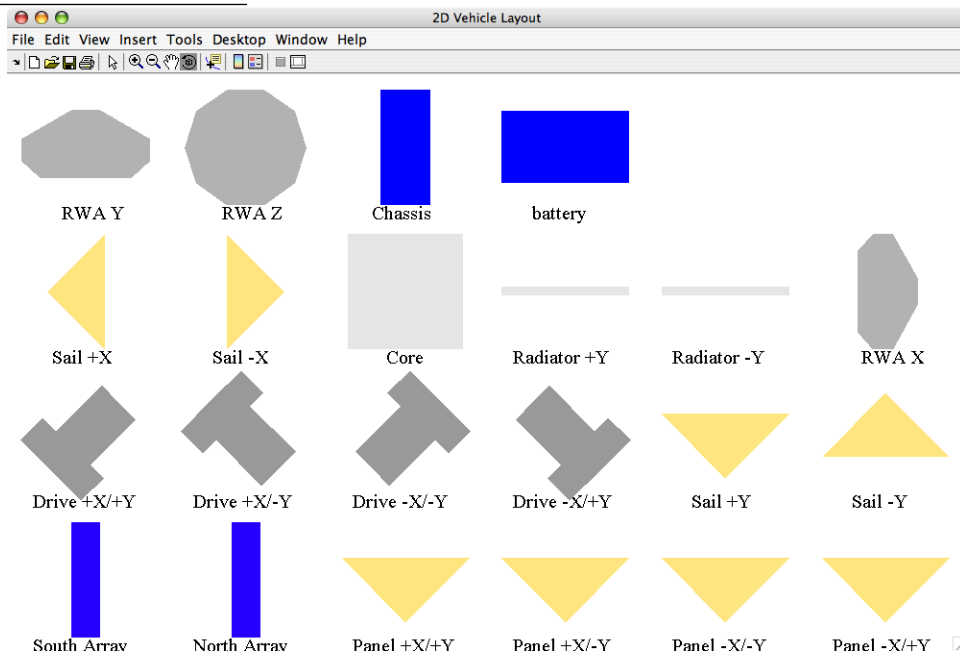 2D Vehicle Layout
File Edit View Insert Tools Desktop Window Help
RWA Y RWA Z Chassis battery
Sail +X Sail -X Core Radiator +Y Radiator -Y RWA X
Drive +X/+Y Drive +X/-Y Drive -X/-Y Drive -X/+Y Sail +Y Sail -Y
South Array North Array Panel +X/+Y Panel +X/-Y Panel -X/-Y Panel -X/+Y